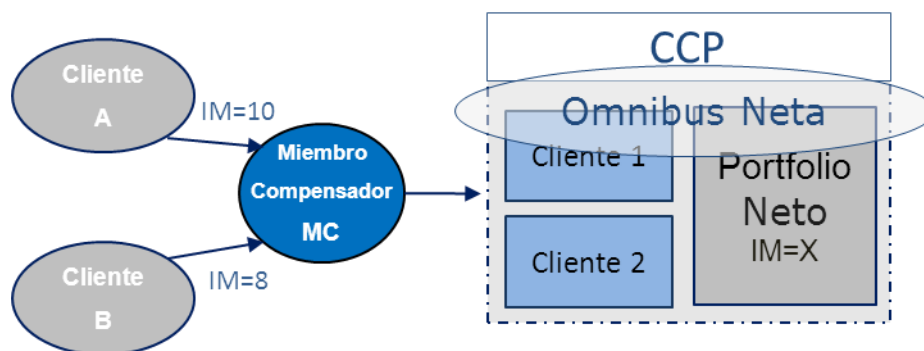 Cliente
A
IM=10
Miembro
Compensador
MC
Cliente
B
IM=8
CCP
Omnibus Neta
Cliente 1
Cliente 2
Portfolio
Neto
IM=X